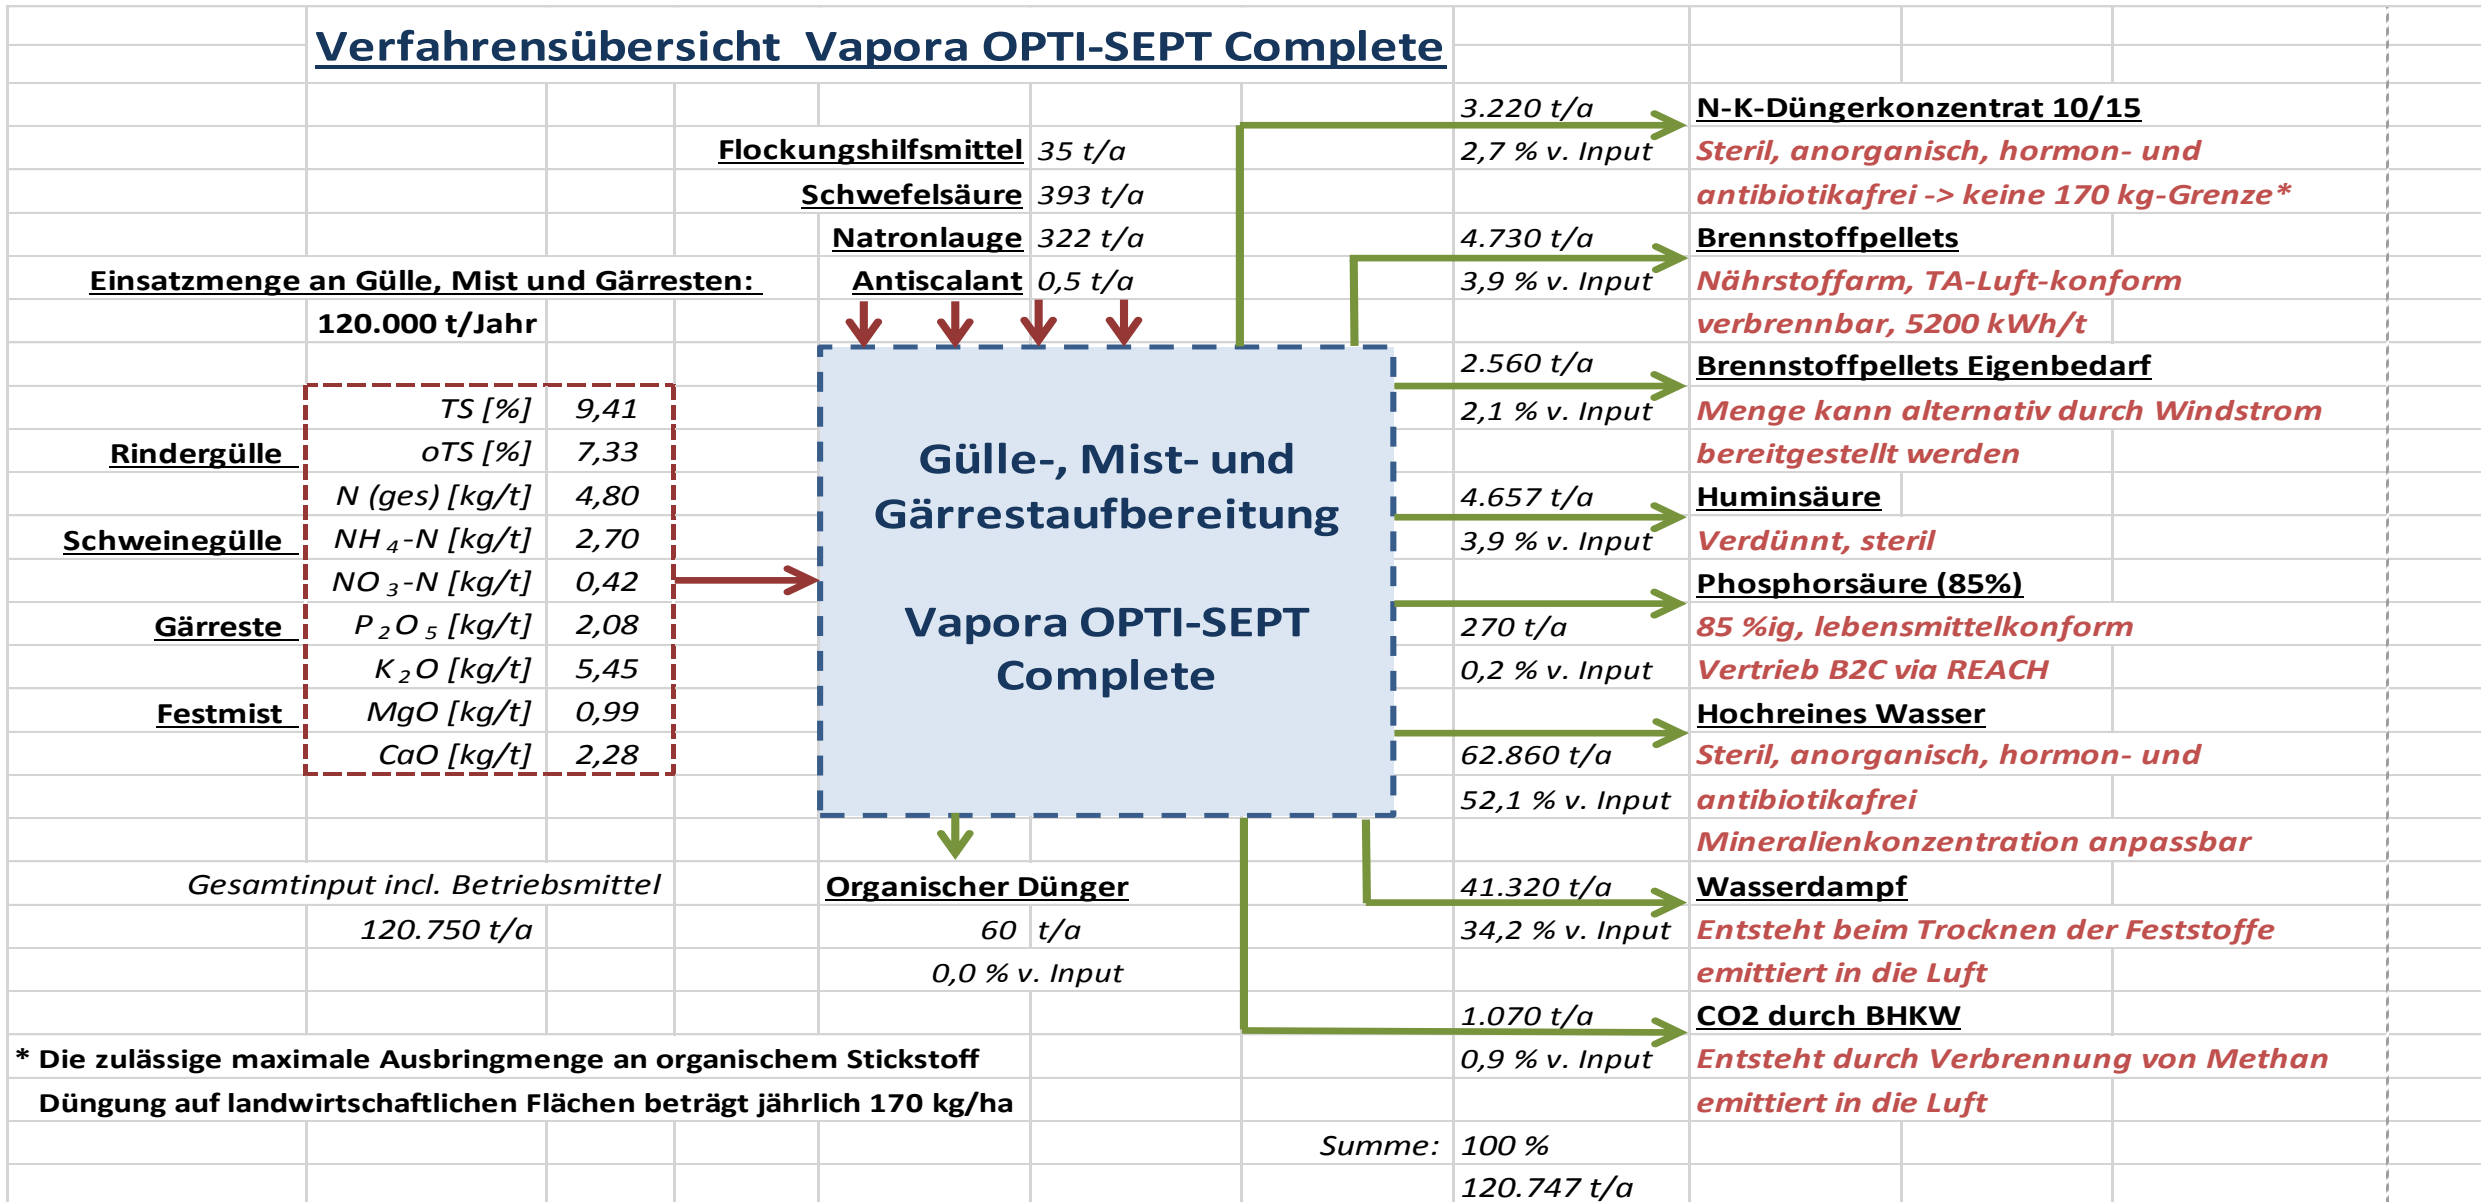 Verfahrensübersicht Vapora OPTI-SEPT Complete
Flockungshilfsmittel 35 t/a
Schwefelsäure 393 t/a
Natronlauge 322 t/a
Antiscalant 0,5 t/a
Einsatzmenge an Gülle, Mist und Gärresten:
120.000 t/Jahr
Rindergülle
Schweinegülle
Gärreste
Festmist
TS [%] 9,41
oTS [%] 7,33
N (ges) [kg/t] 4,80
NH₄-N [kg/t] 2,70
NO₃-N [kg/t] 0,42
P₂O₅ [kg/t] 2,08
K₂O [kg/t] 5,45
MgO [kg/t] 0,99
CaO [kg/t] 2,28
Gülle-, Mist- und
Gärrestaufbereitung
Vapora OPTI-SEPT
Complete
3.220 t/a N-K-Düngerkonzentrat 10/15
2,7 % v. Input Steril, anorganisch, hormon- und
antibiotikafrei -> keine 170 kg-Grenze*
4.730 t/a Brennstoffpellets
3,9 % v. Input Nährstoffarm, TA-Luft-konform
verbrennbar, 5200 kWh/t
2.560 t/a Brennstoffpellets Eigenbedarf
2,1 % v. Input Menge kann alternativ durch Windstrom
bereitgestellt werden
4.657 t/a Huminsäure
3,9 % v. Input Verdünnt, steril
Phosphorsäure (85%)
270 t/a 85 %ig, lebensmittelkonform
0,2 % v. Input Vertrieb B2C via REACH
Hochreines Wasser
62.860 t/a Steril, anorganisch, hormon- und
52,1 % v. Input antibiotikafrei
Mineralienkonzentration anpassbar
41.320 t/a Wasserdampf
34,2 % v. Input Entsteht beim Trocknen der Feststoffe
emittiert in die Luft
1.070 t/a CO2 durch BHKW
0,9 % v. Input Entsteht durch Verbrennung von Methan
emittiert in die Luft
Gesamtinput incl. Betriebsmittel
120.750 t/a
Organischer Dünger
60 t/a
0,0 % v. Input
* Die zulässige maximale Ausbringmenge an organischem Stickstoff
Düngung auf landwirtschaftlichen Flächen beträgt jährlich 170 kg/ha
Summe: 100 %
120.747 t/a